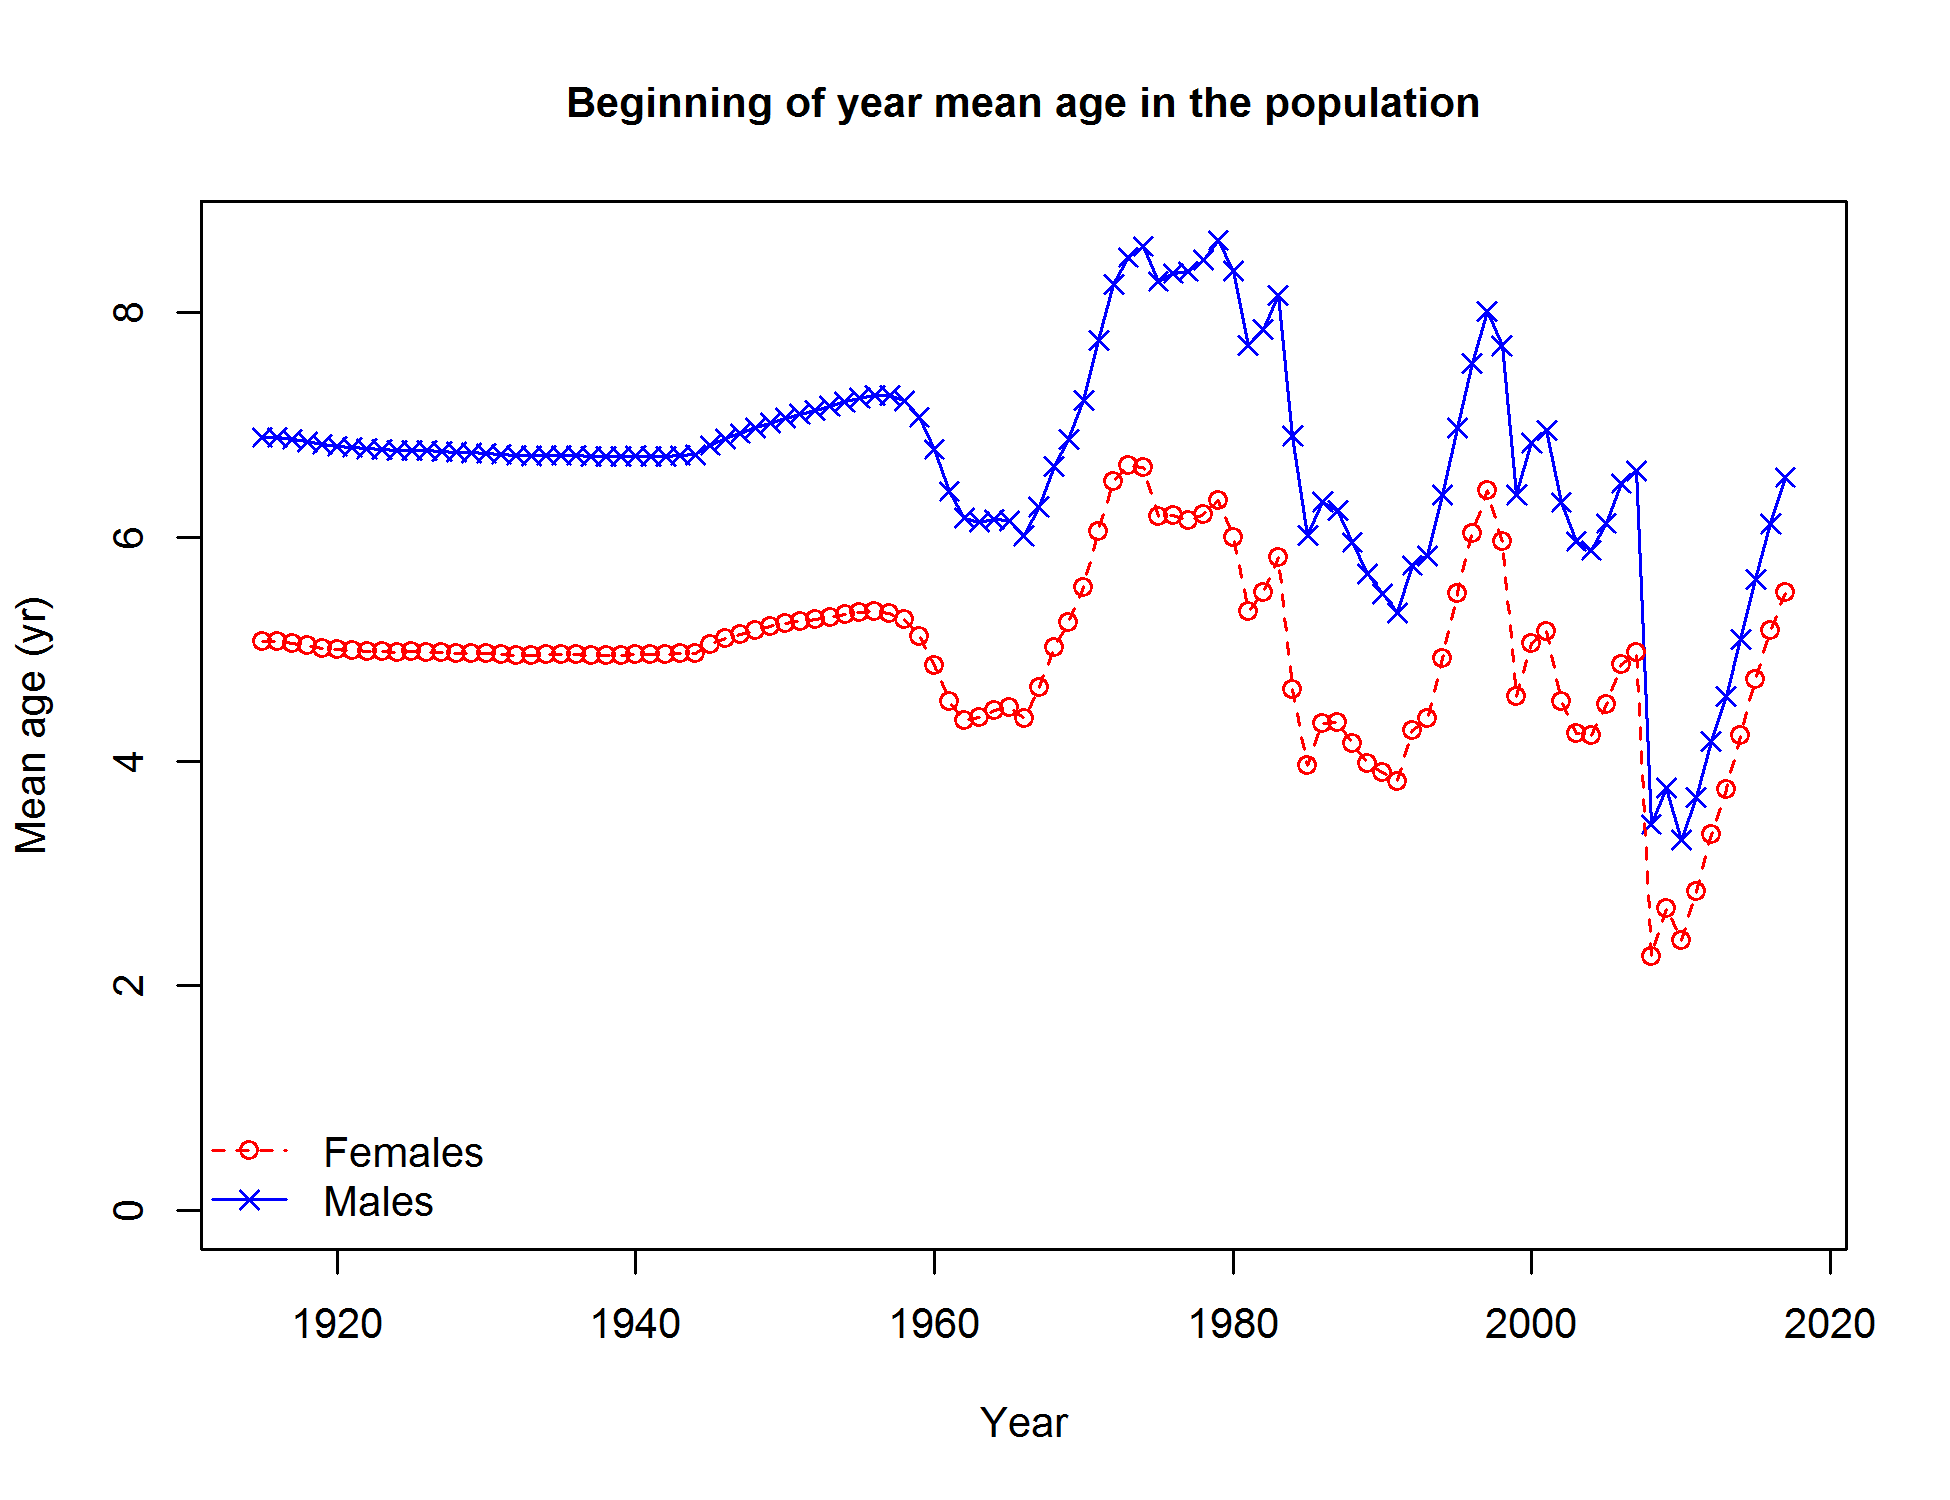 Beginning of year mean age in the population
Mean age (yr)
8
6
4
2
0
Females
Males
1920 1940 1960 1980 2000 2020
Year